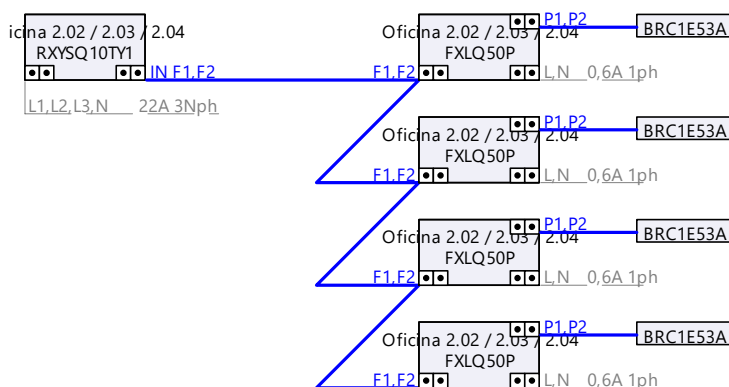 icina 2.02 / 2.03 / 2.04
RXYSQ10TY1
IN F1,F2
L1,L2,L3,N 22A 3Nph
P1,P2
BRC1E53A
Oficina 2.02 / 2.03 / 2.04
FXLQ50P
F1,F2
L,N 0,6A 1ph
P1,P2
BRC1E53A
Oficina 2.02 / 2.03 / 2.04
FXLQ50P
F1,F2
L,N 0,6A 1ph
P1,P2
BRC1E53A
Oficina 2.02 / 2.03 / 2.04
FXLQ50P
F1,F2
L,N 0,6A 1ph
P1,P2
BRC1E53A
Oficina 2.02 / 2.03 / 2.04
FXLQ50P
F1,F2
L,N 0,6A 1ph